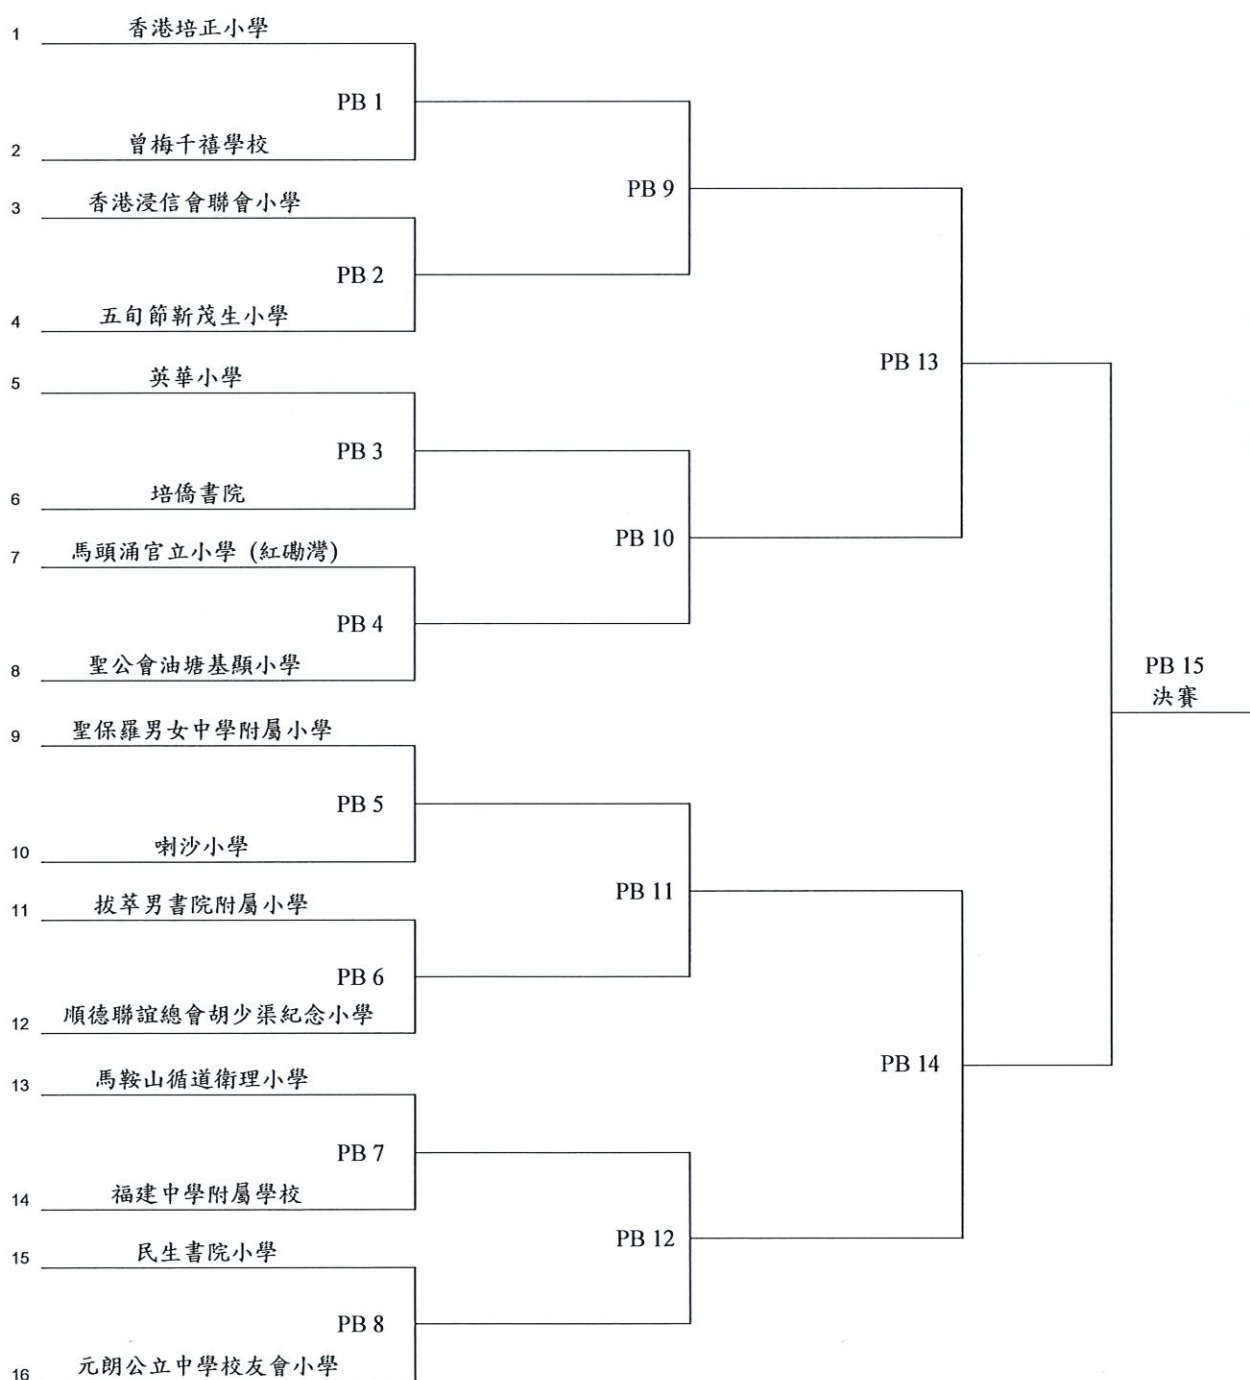 1 香港培正小學
PB 1
2 曾梅千禧學校
PB 9
3 香港浸信會聯會小學
PB 2
4 五旬節靳茂生小學
PB 13
5 英華小學
PB 3
6 培僑書院
PB 10
7 馬頭涌官立小學 (紅磡灣)
PB 4
8 聖公會油塘基顯小學
PB 15
決賽
9 聖保羅男女中學附屬小學
PB 5
10 喇沙小學
PB 11
11 拔萃男書院附屬小學
PB 6
12 順德聯誼總會胡少渠紀念小學
PB 14
13 馬鞍山循道衛理小學
PB 7
14 福建中學附屬學校
PB 12
15 民生書院小學
PB 8
16 元朗公立中學校友會小學